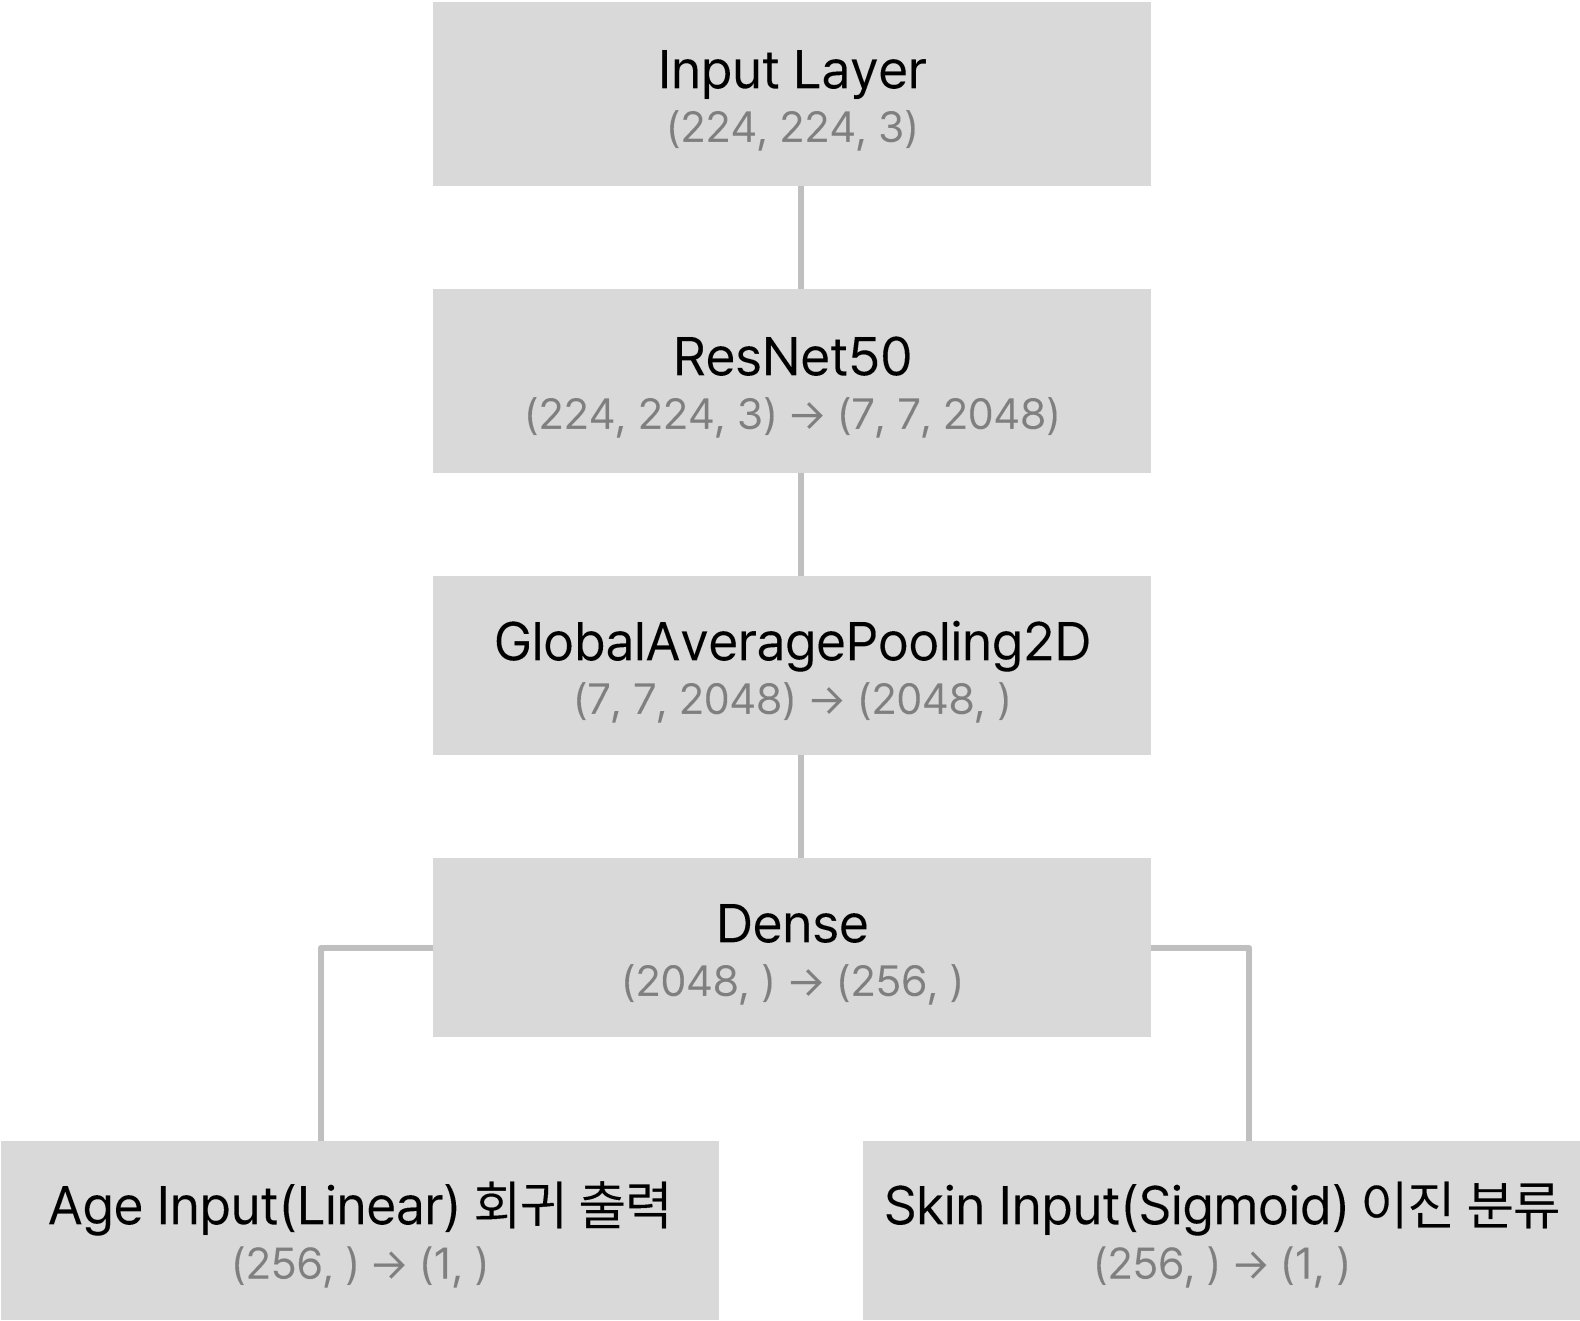 Input Layer
(224, 224, 3)
ResNet50
(224, 224, 3) → (7, 7, 2048)
GlobalAveragePooling2D
(7, 7, 2048) → (2048, )
Dense
(2048, ) → (256, )
Age Input(Linear) 회귀 출력
(256, ) → (1, )
Skin Input(Sigmoid) 이진 분류
(256, ) → (1, )